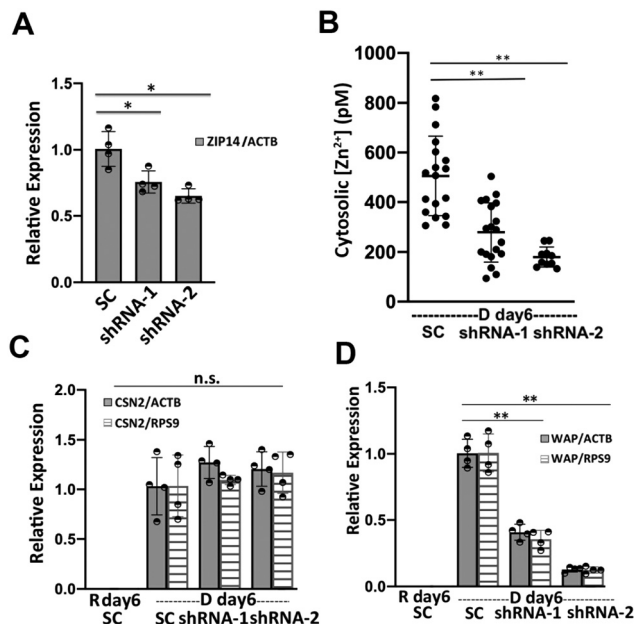 A
Relative Expression
1.5
1.0
0.5
0.0
*
*
ZIP14/ACTB
SC
shRNA-1
shRNA-2
B
Cytosolic [Zn²⁺] (pM)
1000
800
600
400
200
0
**
**
------------D day6---------
SC shRNA-1 shRNA-2
C
Relative Expression
2.0
1.5
1.0
0.5
0.0
n.s.
CSN2/ACTB
CSN2/RPS9
R day6 ---------D day6-------
SC SC shRNA-1 shRNA-2
D
Relative Expression
1.5
1.0
0.5
0.0
**
**
WAP/ACTB
WAP/RPS9
R day6 ---------D day6---------
SC SC shRNA-1 shRNA-2